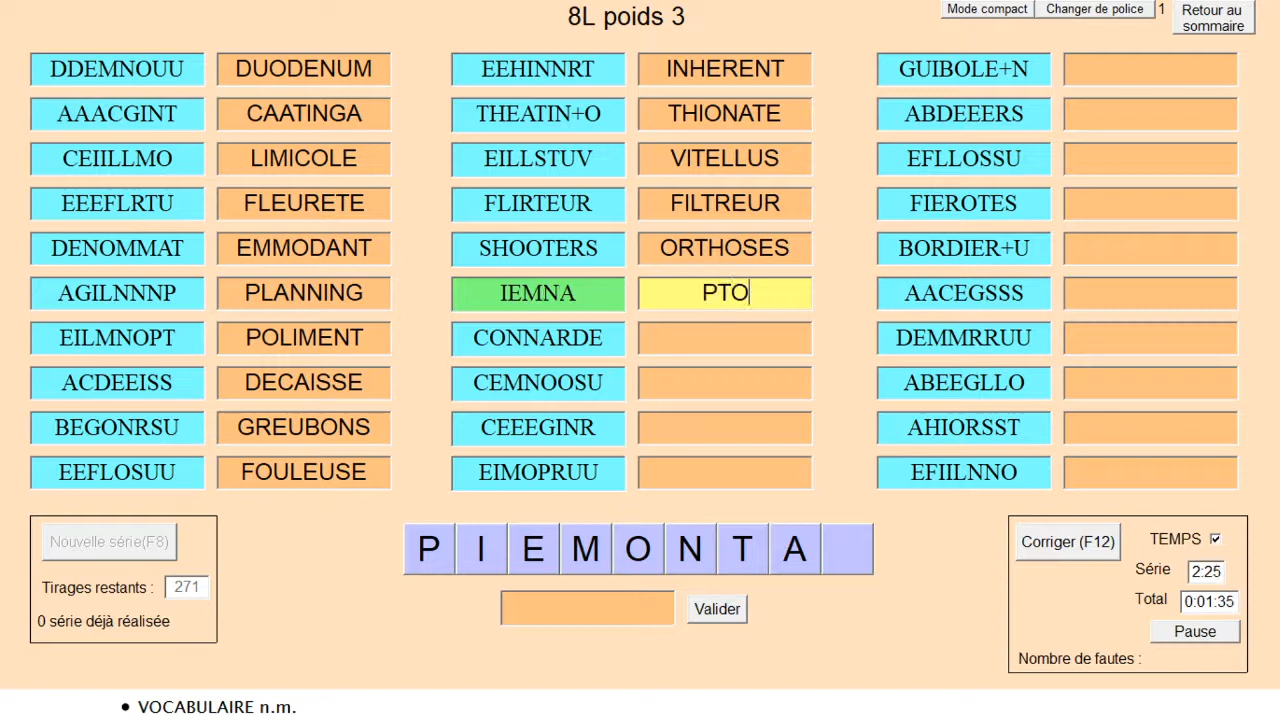 8L poids 3
Mode compact Changer de police 1 Retour au sommaire
DDEMNOUU DUODENUM EEHINNRT INHERENT GUIBOLE+N
AAACGINT CAATINGA THEATIN+O THIONATE ABDEEERS
CEIILLMO LIMICOLE EILLSTUV VITELLUS EFLLOSSU
EEEFLRTU FLEURETE FLIRTEUR FILTREUR FIEROTES
DENOMMAT EMMODANT SHOOTERS ORTHOSES BORDIER+U
AGILNNNP PLANNING IEMNA PTO AACEGSSS
EILMNOPT POLIMENT CONNARDE DEMMRRUU
ACDEEISS DECAISSE CEMNOOSU ABEEGLLO
BEGONRSU GREUBONS CEEEGINR AHIORSST
EEFLOSUU FOULEUSE EIMOPRUU EFIILNNO
Nouvelle série(F8)
Tirages restants : 271
0 série déjà réalisée
P I E M O N T A
Valider
Corriger (F12) TEMPS
Série 2:25
Total 0:01:35
Pause
Nombre de fautes :
• VOCABULAIRE n.m.